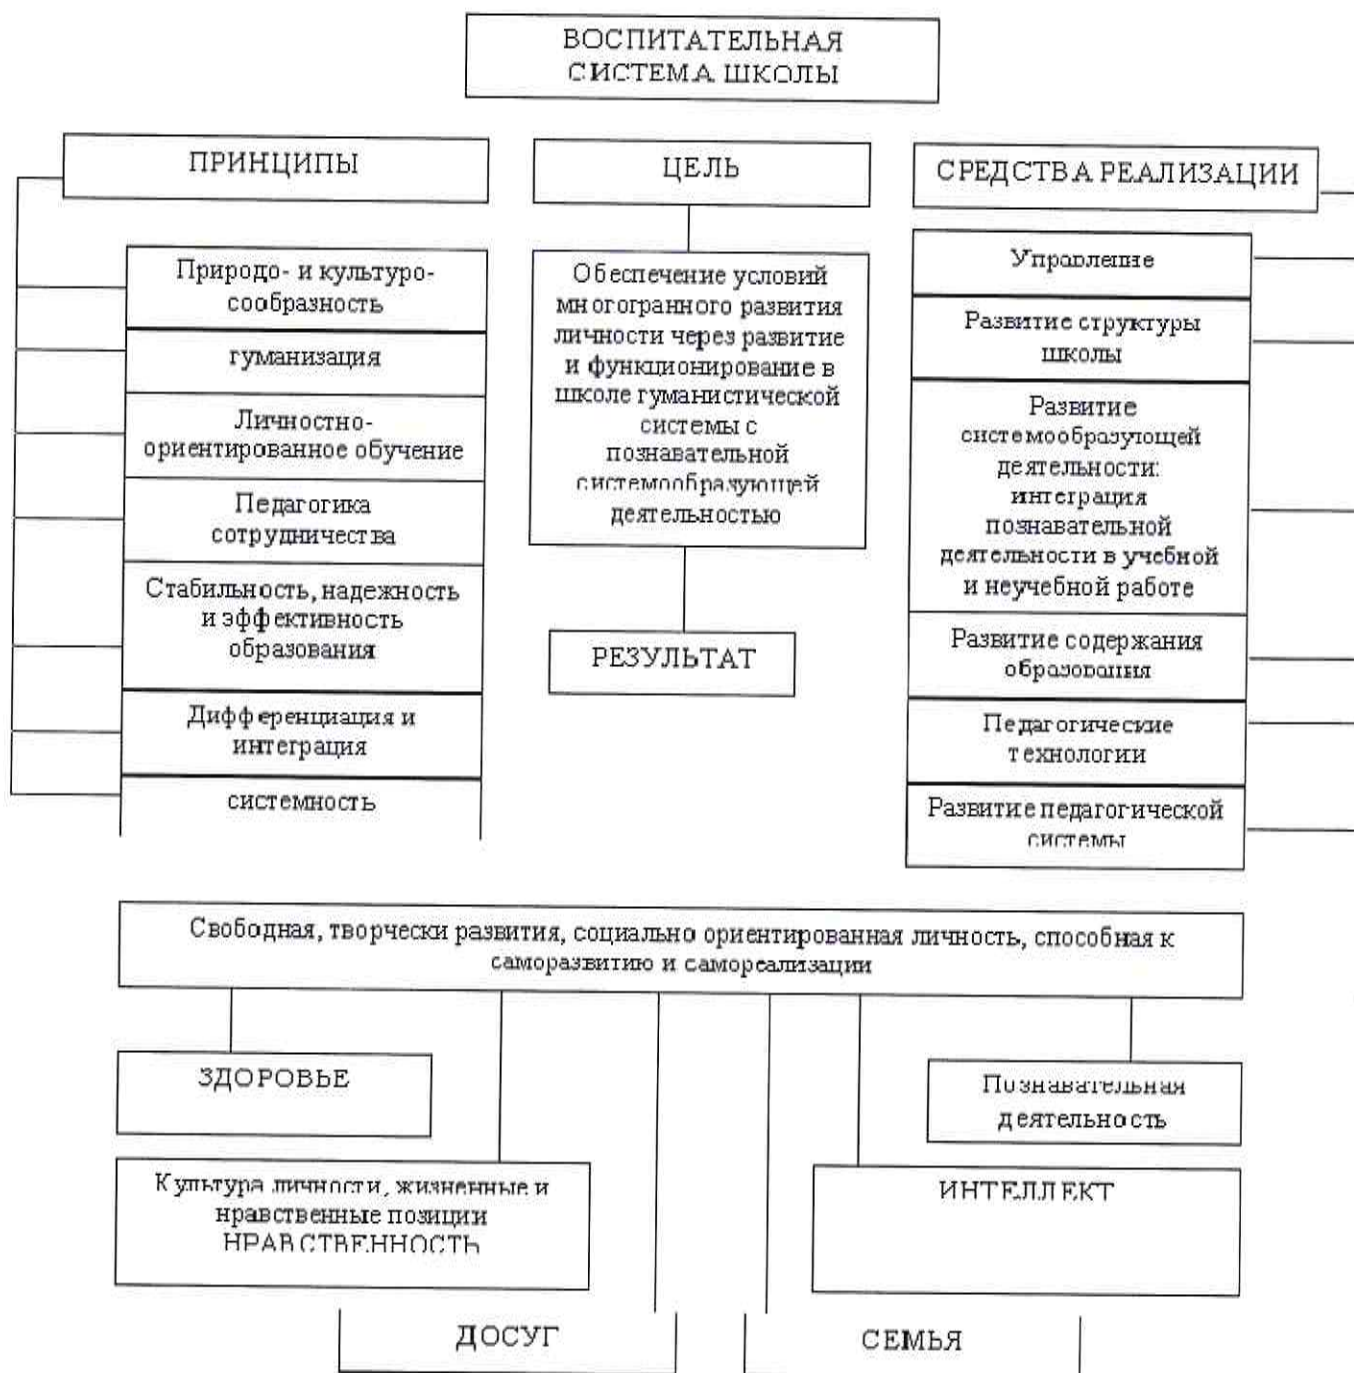 ВОСПИТАТЕЛЬНАЯ
СИСТЕМА ШКОЛЫ
ПРИНЦИПЫ
Природо- и культуро-
сообразность
гуманизация
Личностно-
ориентированное обучение
Педагогика
сотрудничества
Стабильность, надежность
и эффективность
образования
Дифференциация и
интеграция
системность
ЦЕЛЬ
Обеспечение условий
многогранного развития
личности через развитие
и функционирование в
школе гуманистической
системы с
познавательной
системообразующей
деятельностью
РЕЗУЛЬТАТ
СРЕДСТВА РЕАЛИЗАЦИИ
Управление
Развитие структуры
школы
Развитие
системообразующей
деятельности:
интеграция
познавательной
деятельности в учебной
и неучебной работе
Развитие содержания
образования
Педагогические
технологии
Развитие педагогической
системы
Свободная, творчески развития, социально ориентированная личность, способная к
саморазвитию и самореализации
ЗДОРОВЬЕ
Познавательная
деятельность
Культура личности, жизненные и
нравственные позиции
НРАВСТВЕННОСТЬ
ИНТЕЛЛЕКТ
ДОСУГ
СЕМЬЯ